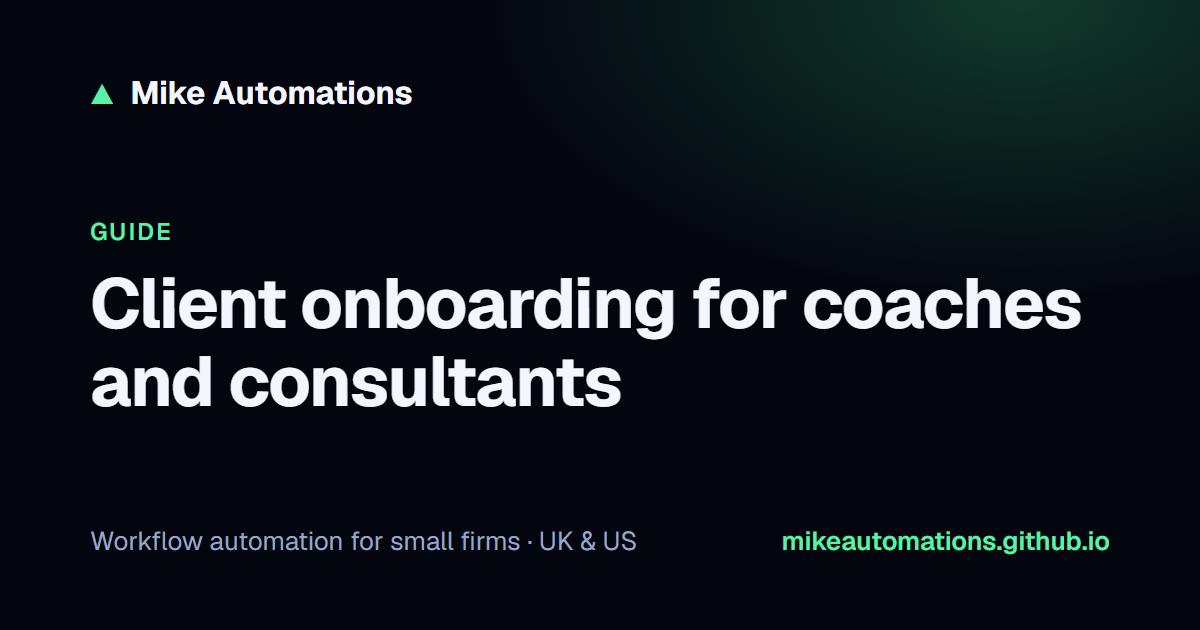 Mike Automations
GUIDE
Client onboarding for coaches
and consultants
Workflow automation for small firms · UK & US
mikeautomations.github.io